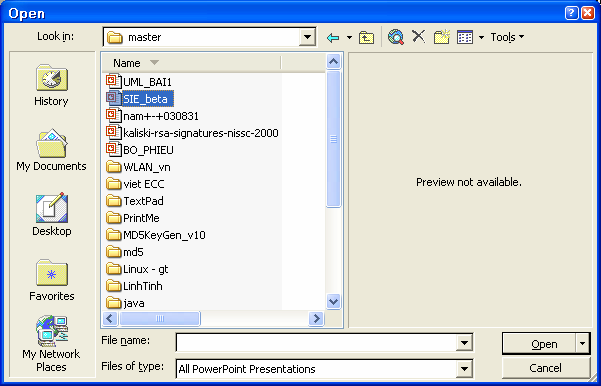 Open
Look in: master
Tools
History
My Documents
Desktop
Favorites
My Network
Places
Name
UML_BAI1
SIE_beta
nam+-+030831
kaliski-rsa-signatures-nissc-2000
BO_PHIEU
WLAN_vn
viet ECC
TextPad
PrintMe
MD5KeyGen_v10
md5
Linux - gt
LinhTinh
java
Preview not available.
File name:
Open
Files of type: All PowerPoint Presentations
Cancel